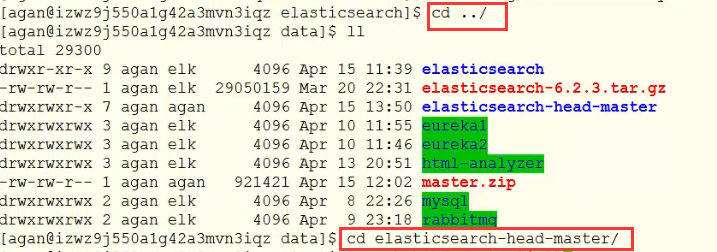 [agan@izwz9j550a1g42a3mvn3iqz elasticsearch]$ cd ../
[agan@izwz9j550a1g42a3mvn3iqz data]$ ll
total 29300
drwxr-xr-x 9 agan elk 4096 Apr 15 11:39 elasticsearch
-rw-rw-r-- 1 agan elk 29050159 Mar 20 22:31 elasticsearch-6.2.3.tar.gz
drwxrwxr-x 7 agan agan 4096 Apr 15 13:50 elasticsearch-head-master
drwxrwxrwx 3 agan elk 4096 Apr 10 11:55 eureka1
drwxrwxrwx 3 agan elk 4096 Apr 10 11:46 eureka2
drwxrwxrwx 3 agan elk 4096 Apr 13 20:51 html-analyzer
-rw-rw-r-- 1 agan agan 921421 Apr 15 12:02 master.zip
drwxrwxrwx 2 agan elk 4096 Apr 8 22:26 mysql
drwxrwxrwx 2 agan elk 4096 Apr 9 23:18 rabbitmq
[agan@izwz9j550a1g42a3mvn3iqz data]$ cd elasticsearch-head-master/